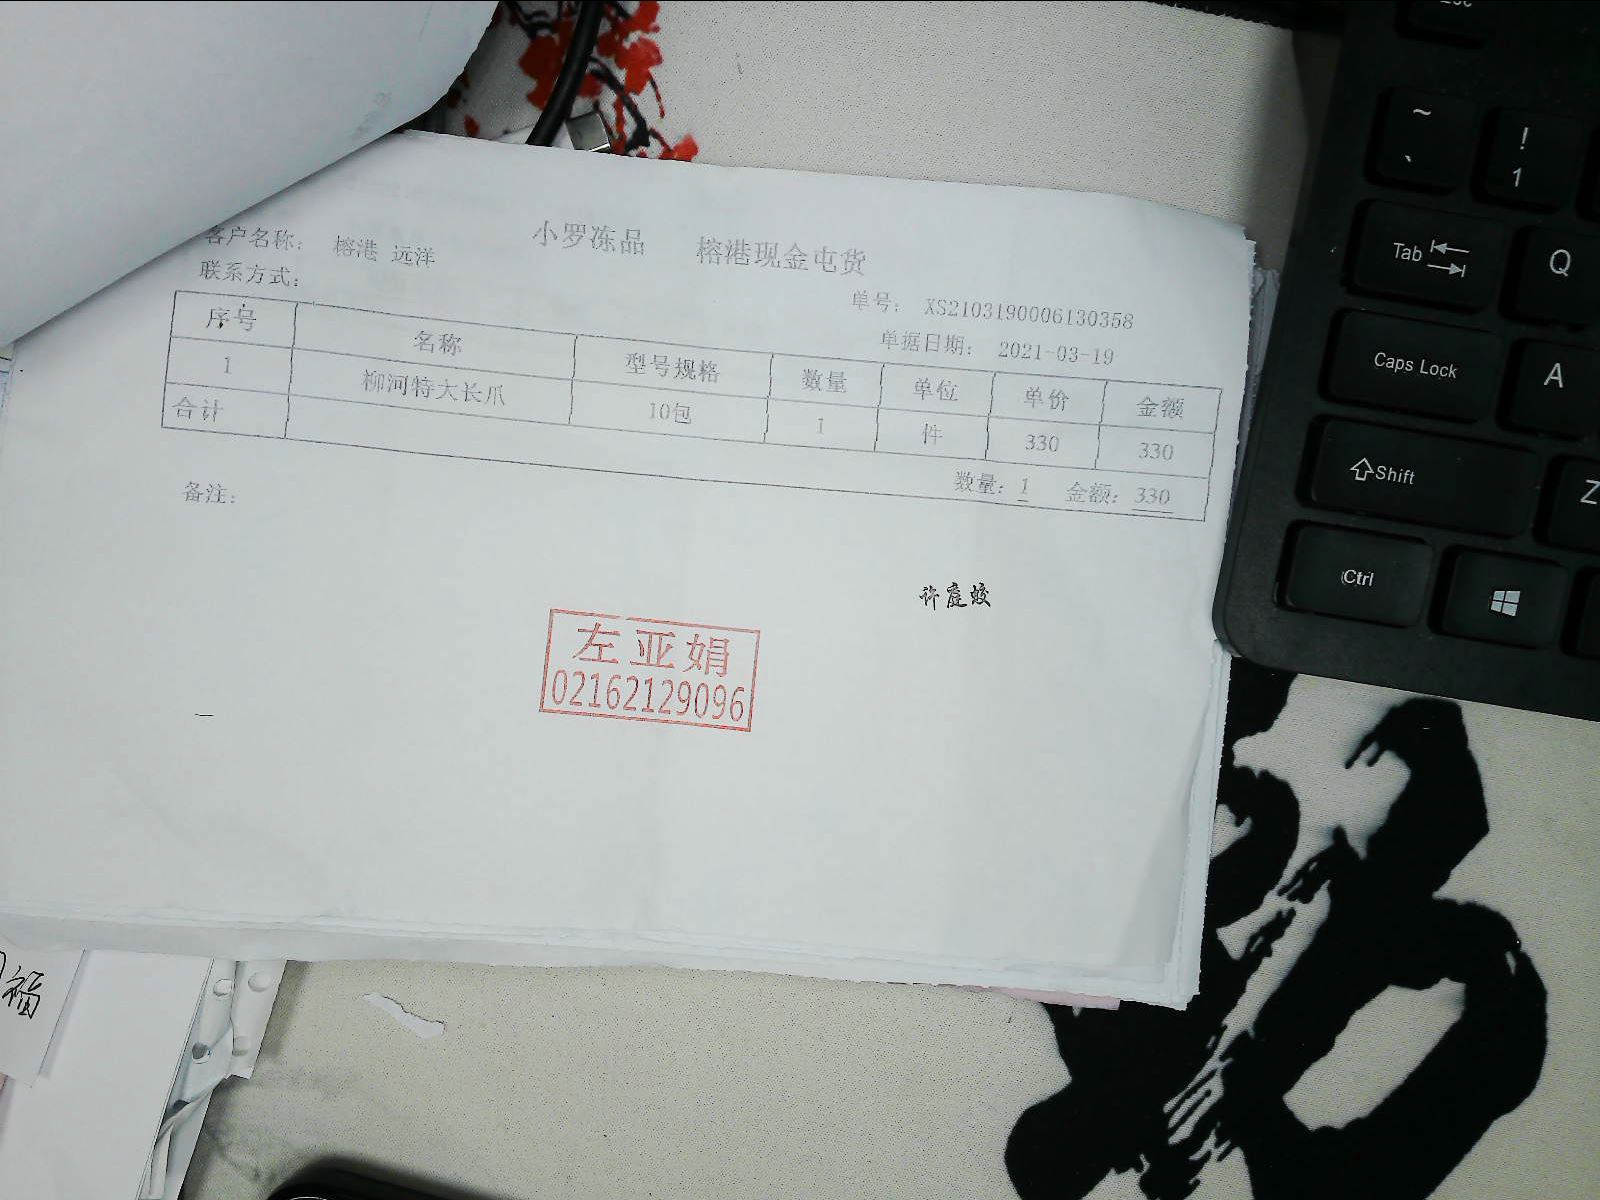 小罗冻品 榕港现金屯货
客户名称： 榕港 远洋
联系方式：
单号： XS2103190006130358
单据日期： 2021-03-19
序号 名称 型号规格 数量 单位 单价 金额
1 柳河特大长爪 10包 1 件 330 330
合计 数量：1 金额：330
备注：
许庭蛟
左亚娟
02162129096
福
Esc
~ `
! 1
Tab Q
Caps Lock A
Shift Z
Ctrl